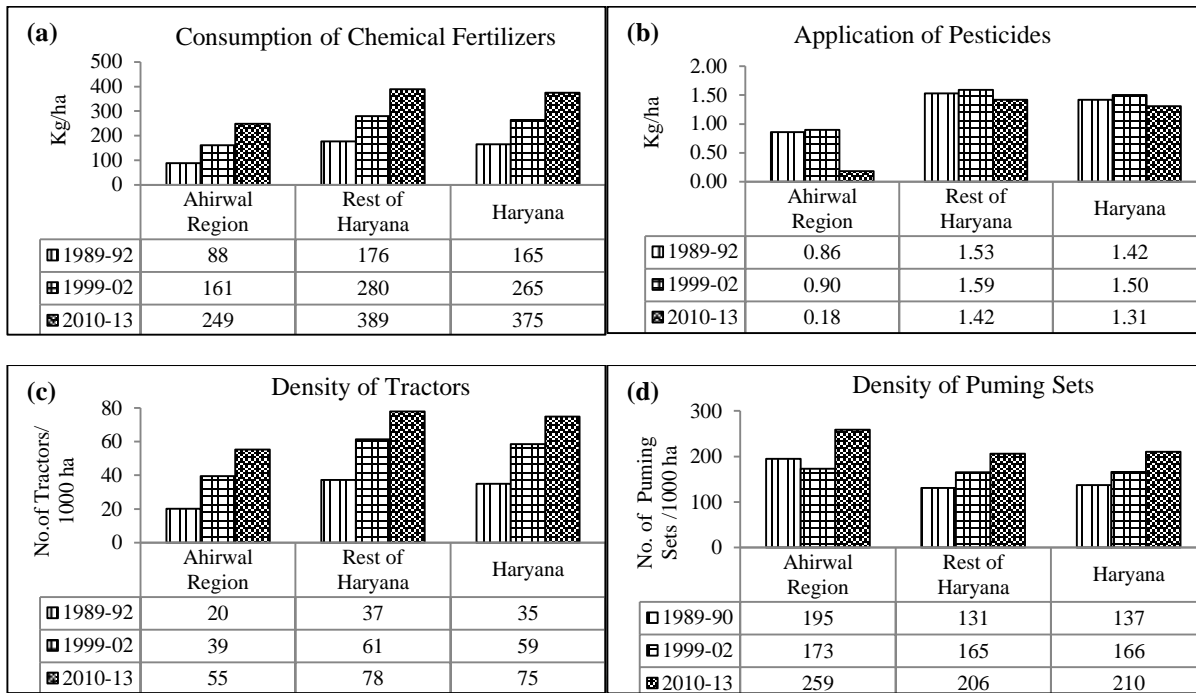 (a) Consumption of Chemical Fertilizers
500
400
300
200
100
0
Kg/ha
Ahirwal Region
Rest of Haryana
Haryana
1989-92 88 176 165
1999-02 161 280 265
2010-13 249 389 375
(b) Application of Pesticides
2.00
1.50
1.00
0.50
0.00
Kg/ha
Ahirwal Region
Rest of Haryana
Haryana
1989-92 0.86 1.53 1.42
1999-02 0.90 1.59 1.50
2010-13 0.18 1.42 1.31
(c) Density of Tractors
80
60
40
20
0
No.of Tractors/
1000 ha
Ahirwal Region
Rest of Haryana
Haryana
1989-92 20 37 35
1999-02 39 61 59
2010-13 55 78 75
(d) Density of Puming Sets
300
200
100
0
No. of Puming
Sets /1000 ha
Ahirwal Region
Rest of Haryana
Haryana
1989-90 195 131 137
1999-02 173 165 166
2010-13 259 206 210